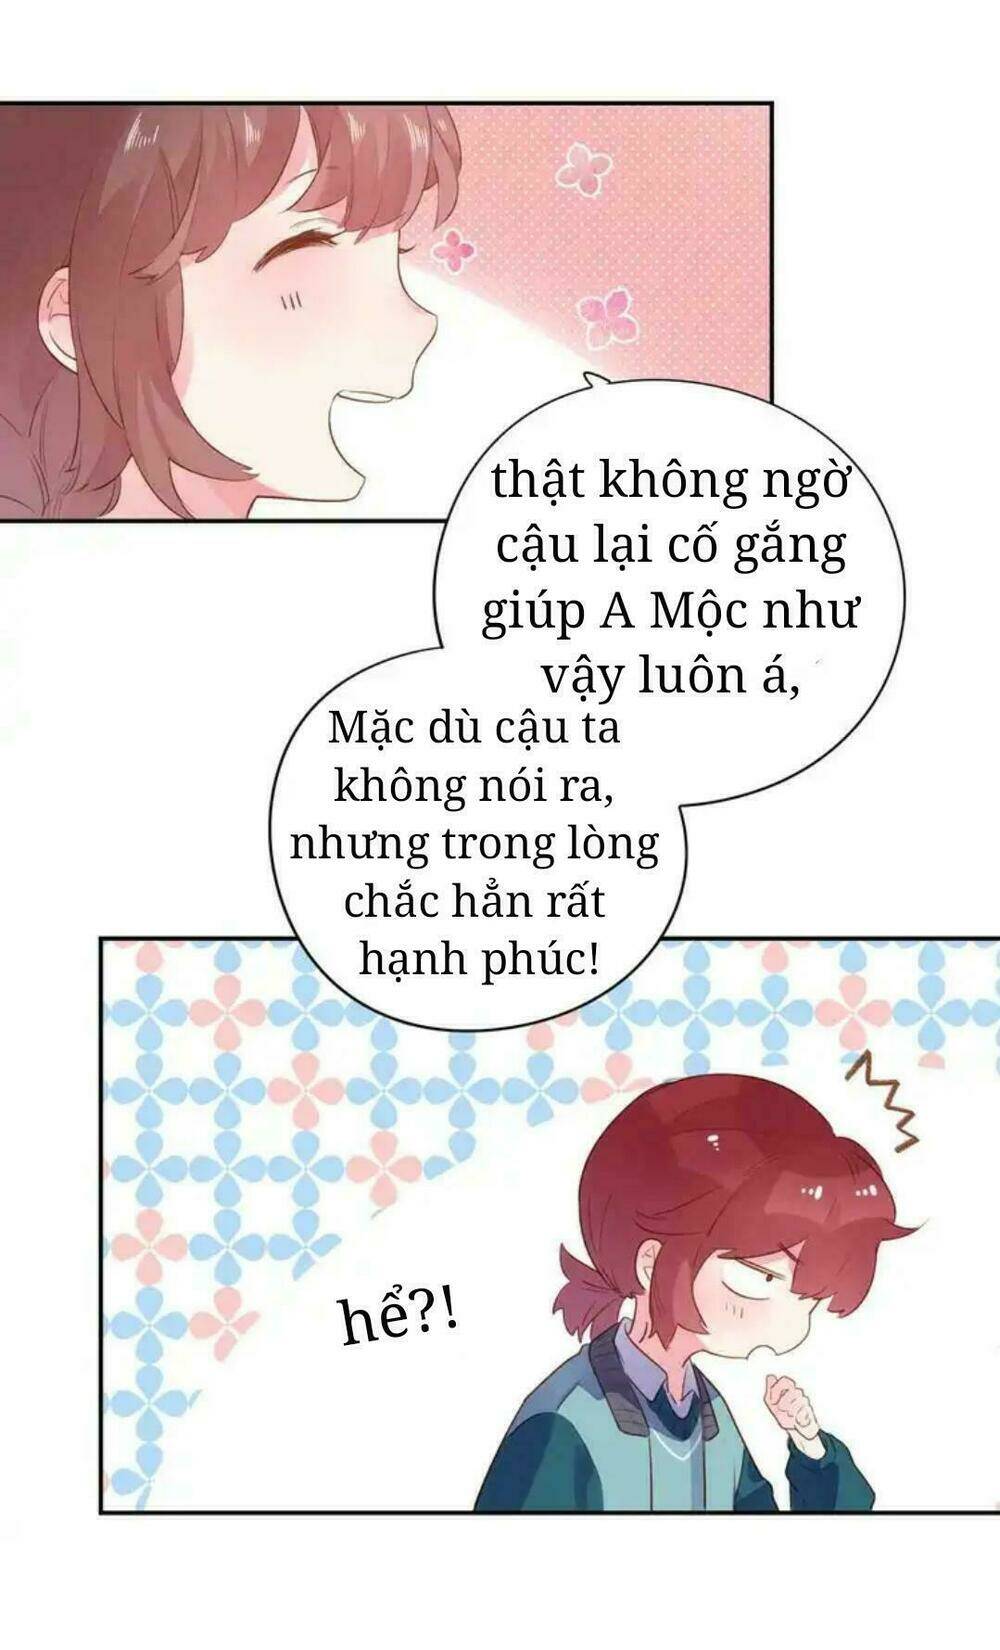 thật không ngờ
cậu lại cố gắng
giúp A Mộc như
vậy luôn á,
Mặc dù cậu ta
không nói ra,
nhưng trong lòng
chắc hẳn rất
hạnh phúc!
hể?!